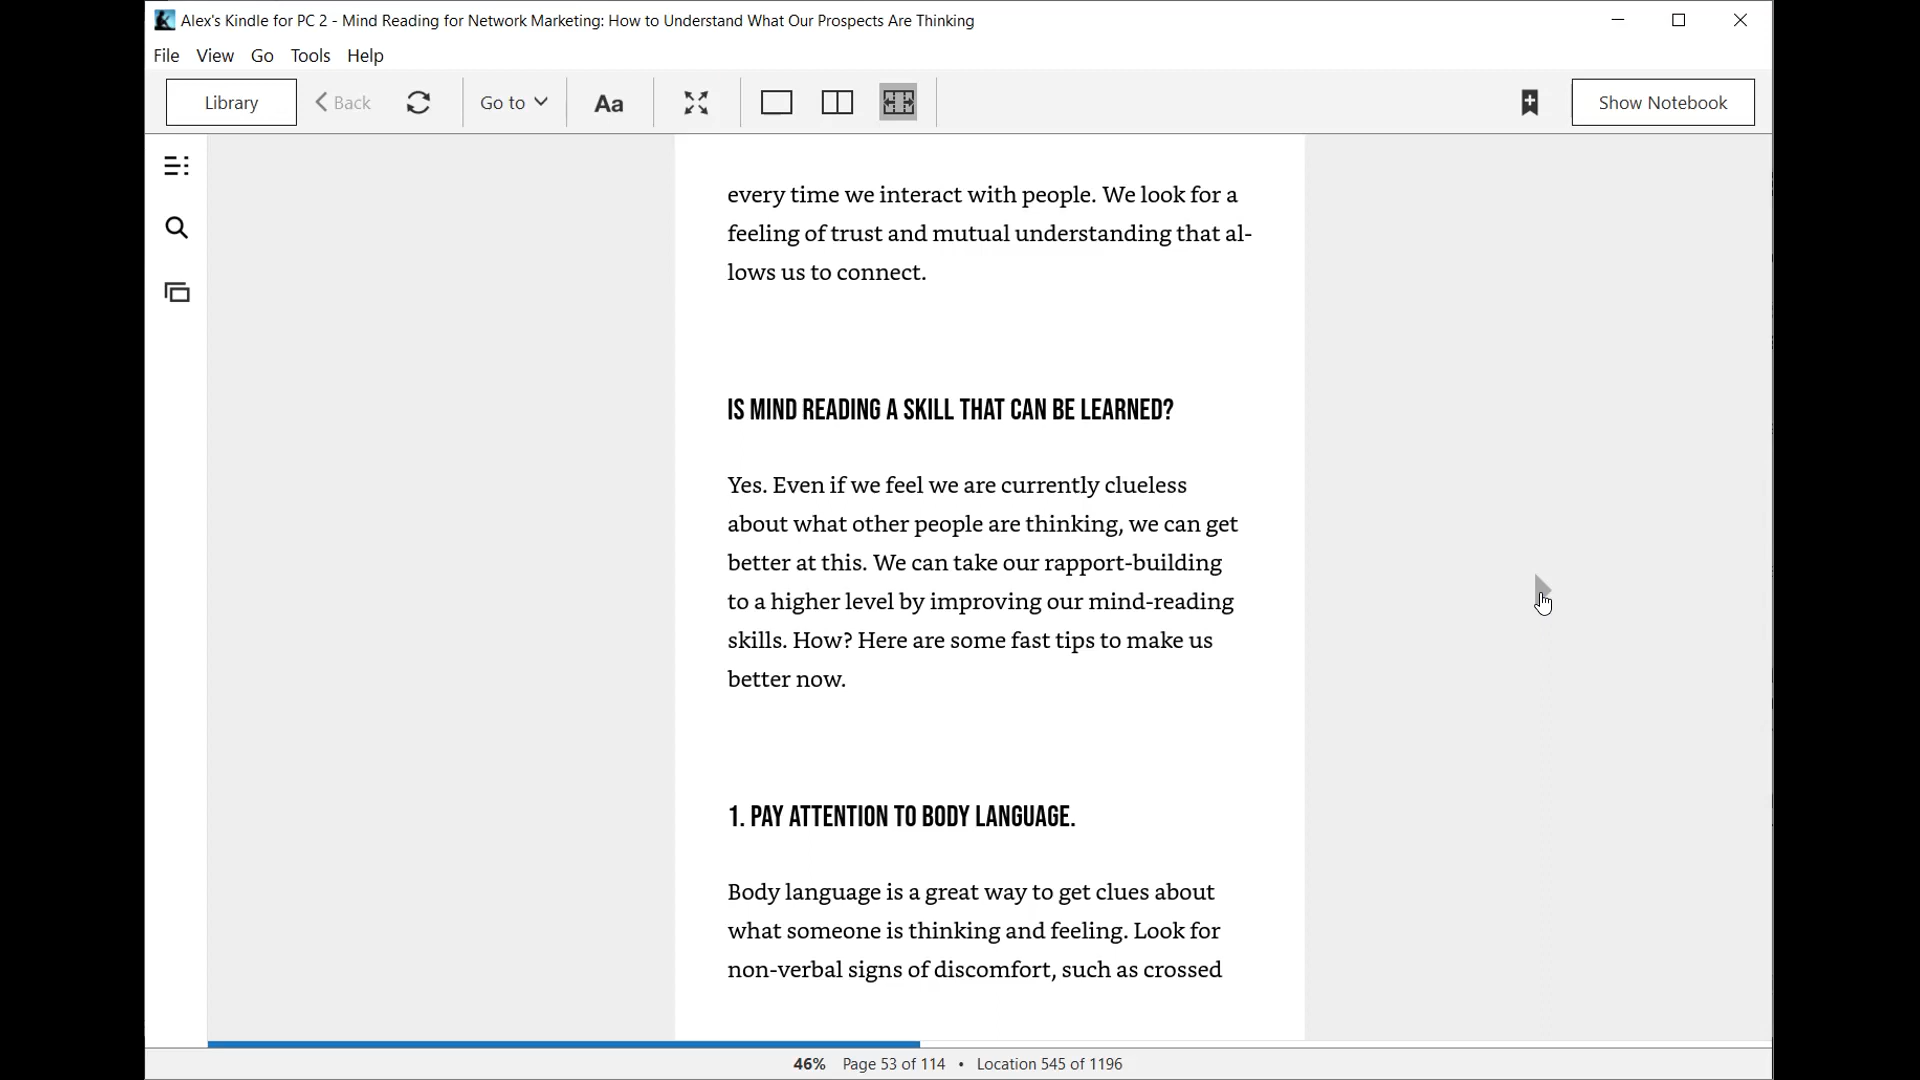 Alex's Kindle for PC 2 - Mind Reading for Network Marketing: How to Understand What Our Prospects Are Thinking
File View Go Tools Help
Library Back Go to Aa Show Notebook
every time we interact with people. We look for a
feeling of trust and mutual understanding that al-
lows us to connect.
IS MIND READING A SKILL THAT CAN BE LEARNED?
Yes. Even if we feel we are currently clueless
about what other people are thinking, we can get
better at this. We can take our rapport-building
to a higher level by improving our mind-reading
skills. How? Here are some fast tips to make us
better now.
1. PAY ATTENTION TO BODY LANGUAGE.
Body language is a great way to get clues about
what someone is thinking and feeling. Look for
non-verbal signs of discomfort, such as crossed
46% Page 53 of 114 • Location 545 of 1196